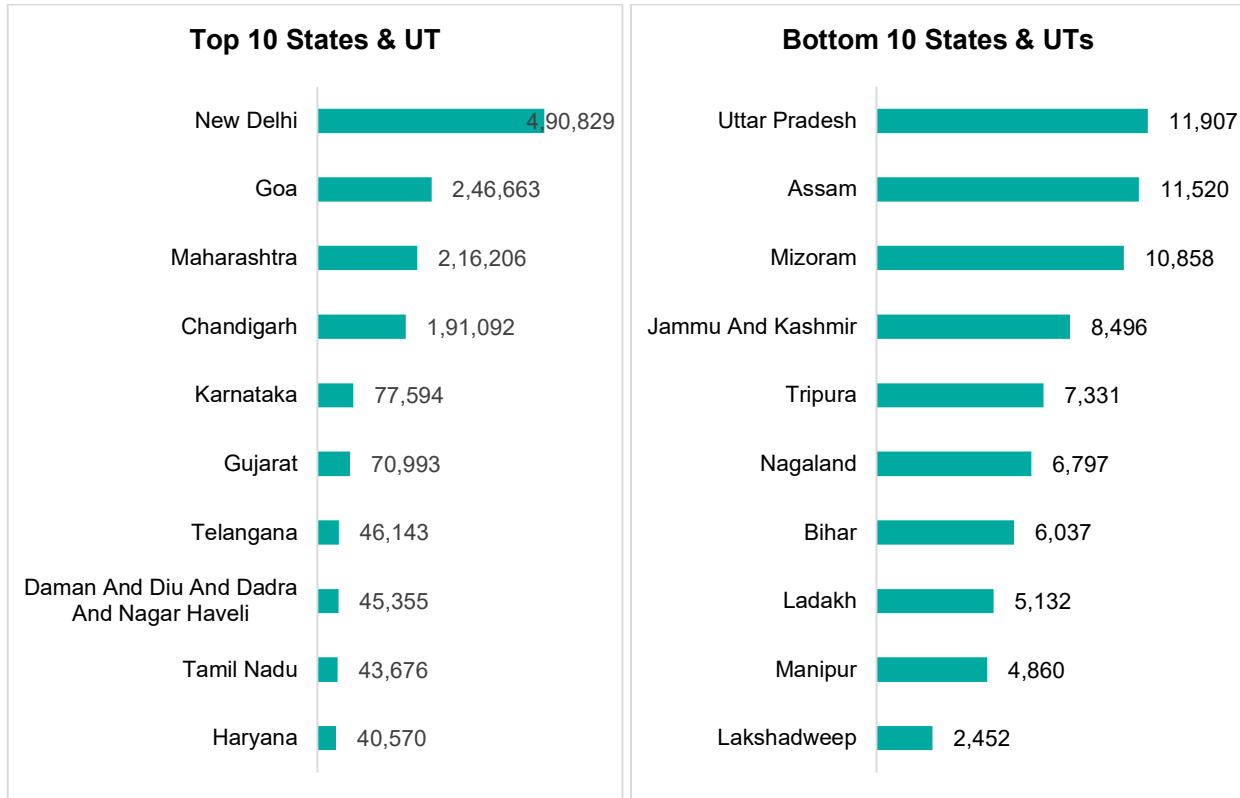 Top 10 States & UT
New Delhi 4,90,829
Goa 2,46,663
Maharashtra 2,16,206
Chandigarh 1,91,092
Karnataka 77,594
Gujarat 70,993
Telangana 46,143
Daman And Diu And Dadra
And Nagar Haveli 45,355
Tamil Nadu 43,676
Haryana 40,570
Bottom 10 States & UTs
Uttar Pradesh 11,907
Assam 11,520
Mizoram 10,858
Jammu And Kashmir 8,496
Tripura 7,331
Nagaland 6,797
Bihar 6,037
Ladakh 5,132
Manipur 4,860
Lakshadweep 2,452